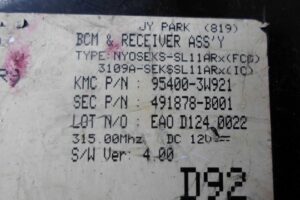 JY PARK (819)
BCM & RECEIVER ASS'Y
TYPE: NYOSEKS-SL11ARx(FCC)
3109A-SEKSSL11ARx(IC)
KMC P/N : 95400-3W921
SEC P/N : 491878-B001
LOT N/O : EAO D124 0022
315.00Mhz DC 12V
S/W Ver: 4.00
D92